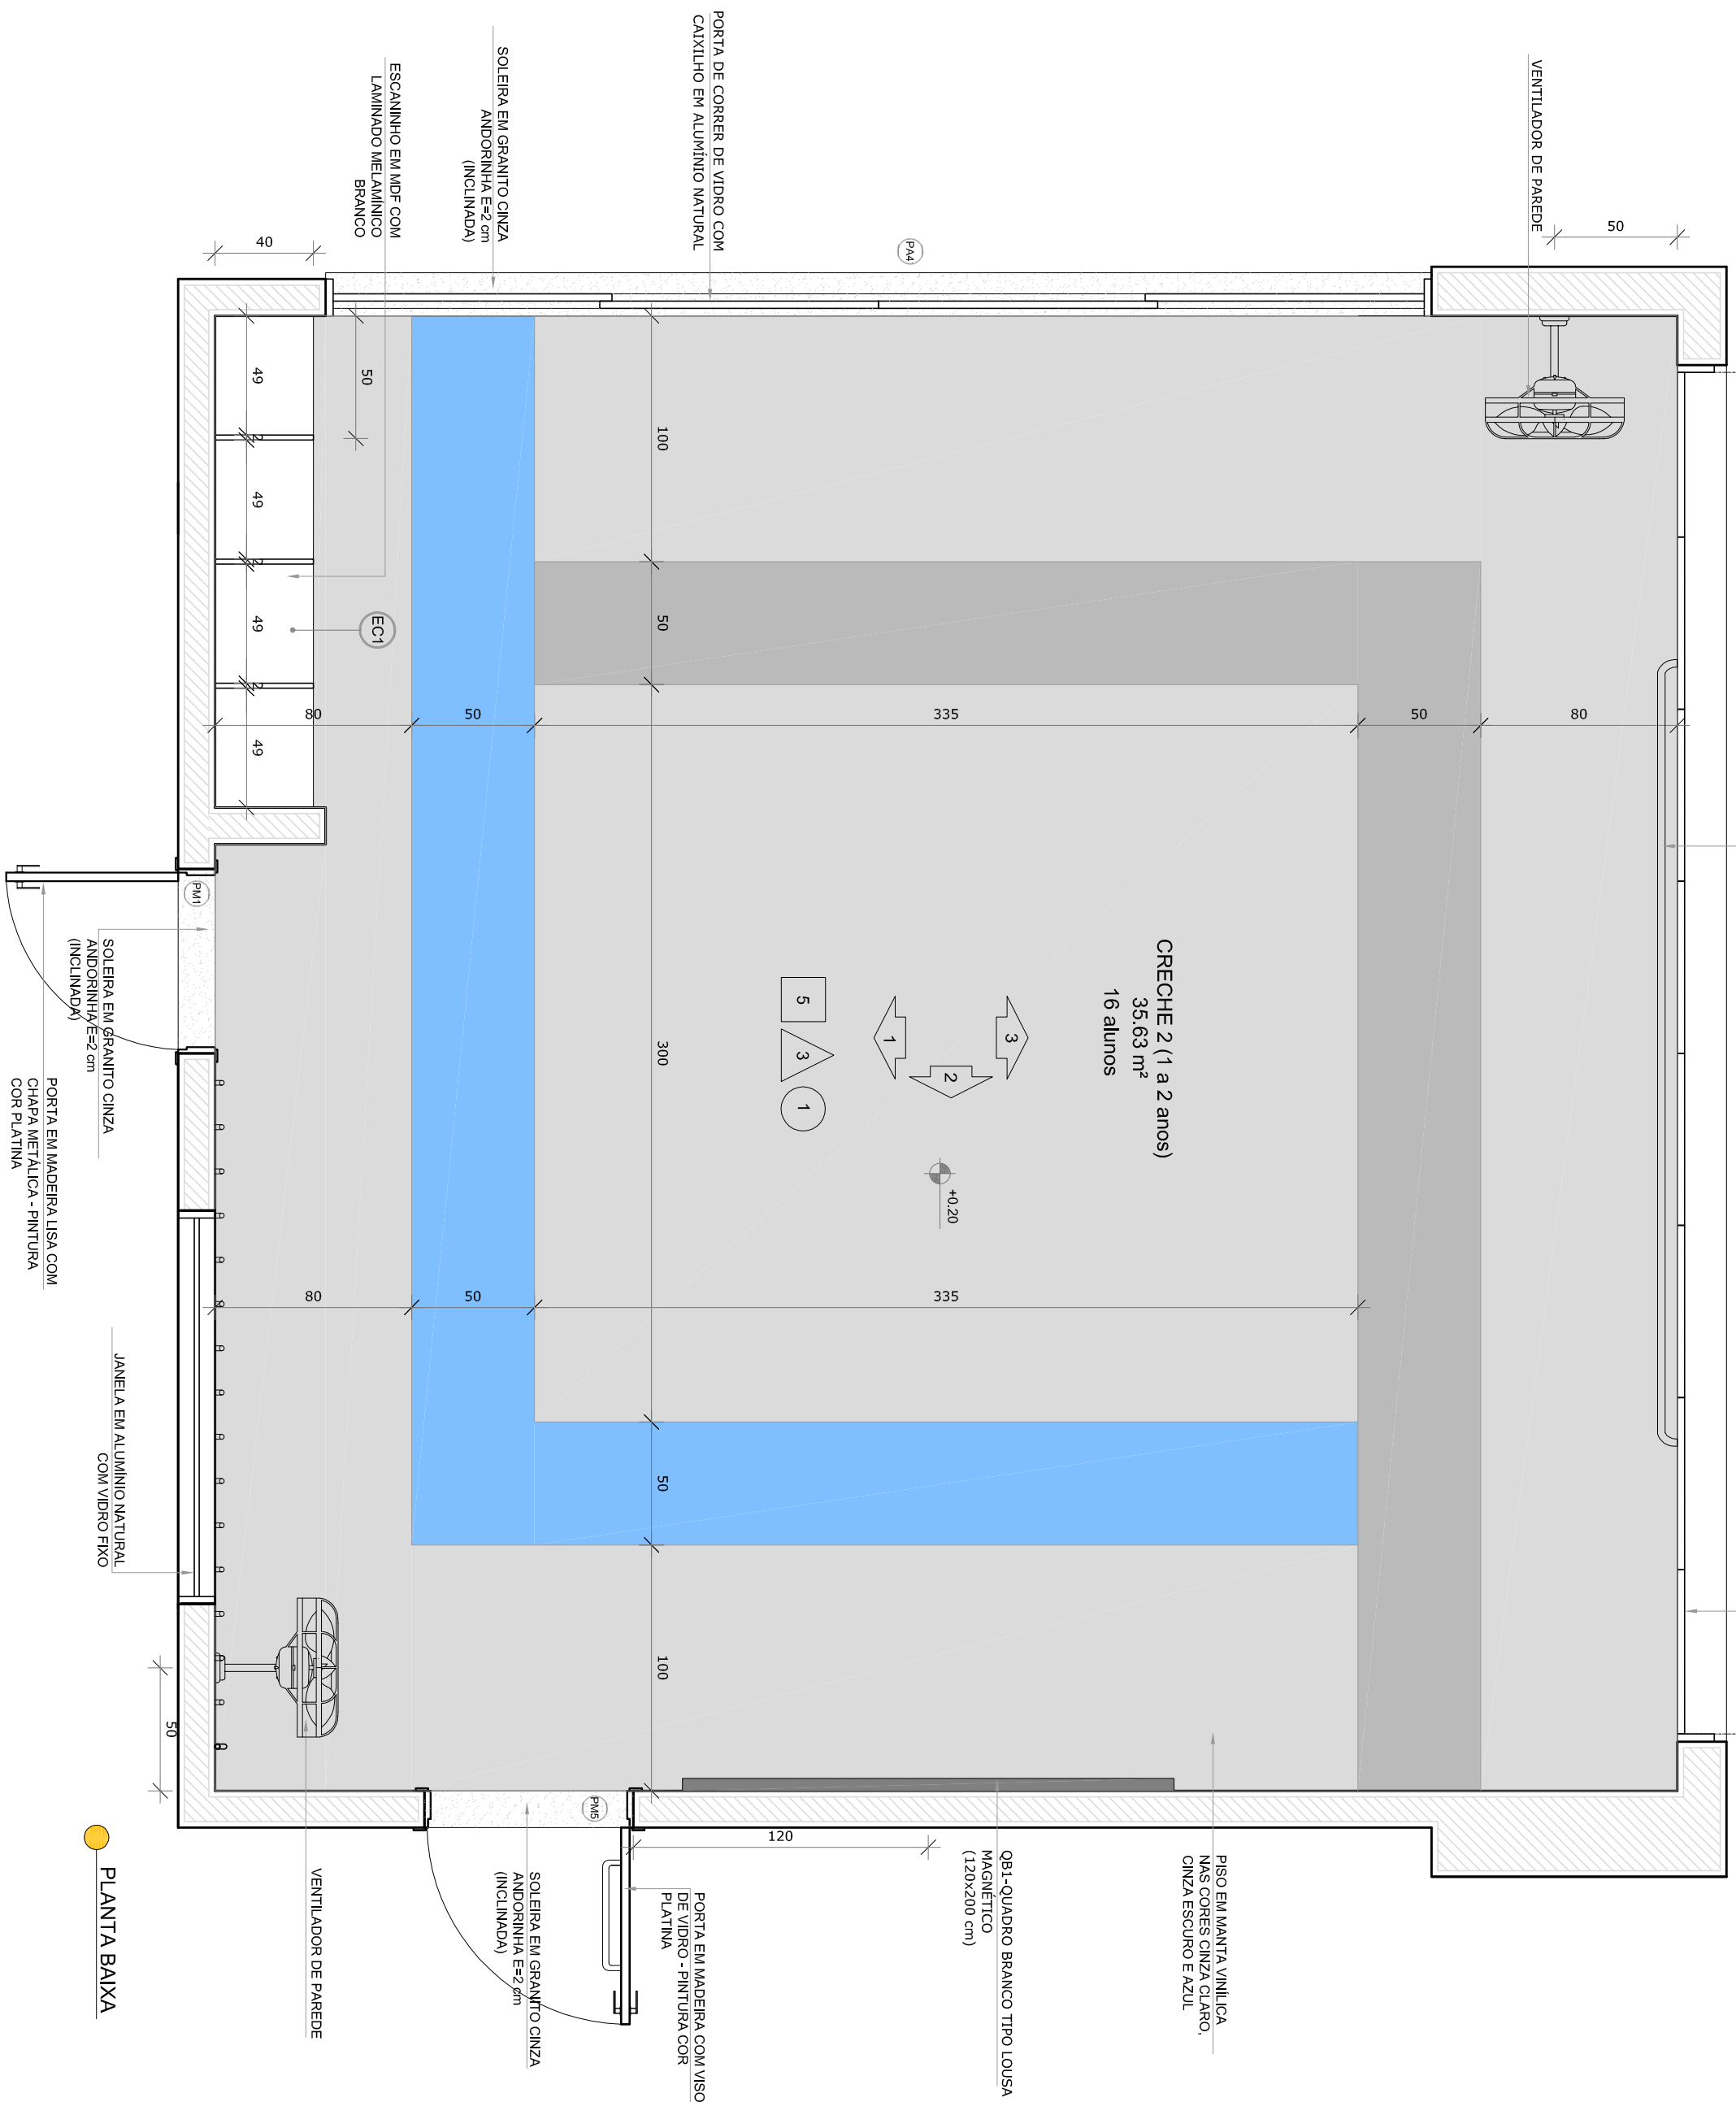 VENTILADOR DE PAREDE
50
PORTA DE CORRER DE VIDRO COM
CAIXILHO EM ALUMÍNIO NATURAL
SOLEIRA EM GRANITO CINZA
ANDORINHA E=2 cm
(INCLINADA)
ESCANINHO EM MDF COM
LAMINADO MELAMÍNICO
BRANCO
40
PA4
49
2
49
2
49
2
49
50
EC1
100
50
300
50
100
80
50
335
50
80
80
50
335
CRECHE 2 (1 a 2 anos)
35.63 m²
16 alunos
3
2
1
5
3
1
+0.20
PM1
SOLEIRA EM GRANITO CINZA
ANDORINHA E=2 cm
(INCLINADA)
PORTA EM MADEIRA LISA COM
CHAPA METÁLICA - PINTURA
COR PLATINA
JANELA EM ALUMÍNIO NATURAL
COM VIDRO FIXO
50
PM5
120
PISO EM MANTA VINÍLICA
NAS CORES CINZA CLARO,
CINZA ESCURO E AZUL
QB1-QUADRO BRANCO TIPO LOUSA
MAGNÉTICO
(120x200 cm)
PORTA EM MADEIRA COM VISO
DE VIDRO - PINTURA COR
PLATINA
SOLEIRA EM GRANITO CINZA
ANDORINHA E=2 cm
(INCLINADA)
VENTILADOR DE PAREDE
PLANTA BAIXA